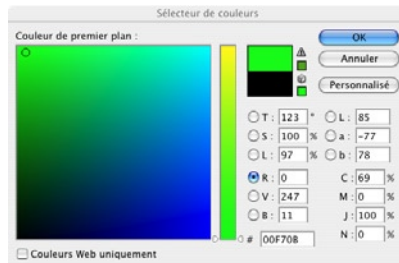 Sélecteur de couleurs
Couleur de premier plan :
OK
Annuler
Personnalisé
T : 123 °
L : 85
S : 100 %
a : -77
L : 97 %
b : 78
R : 0
C : 69 %
V : 247
M : 0 %
B : 11
J : 100 %
# 00F70B
N : 0 %
Couleurs Web uniquement